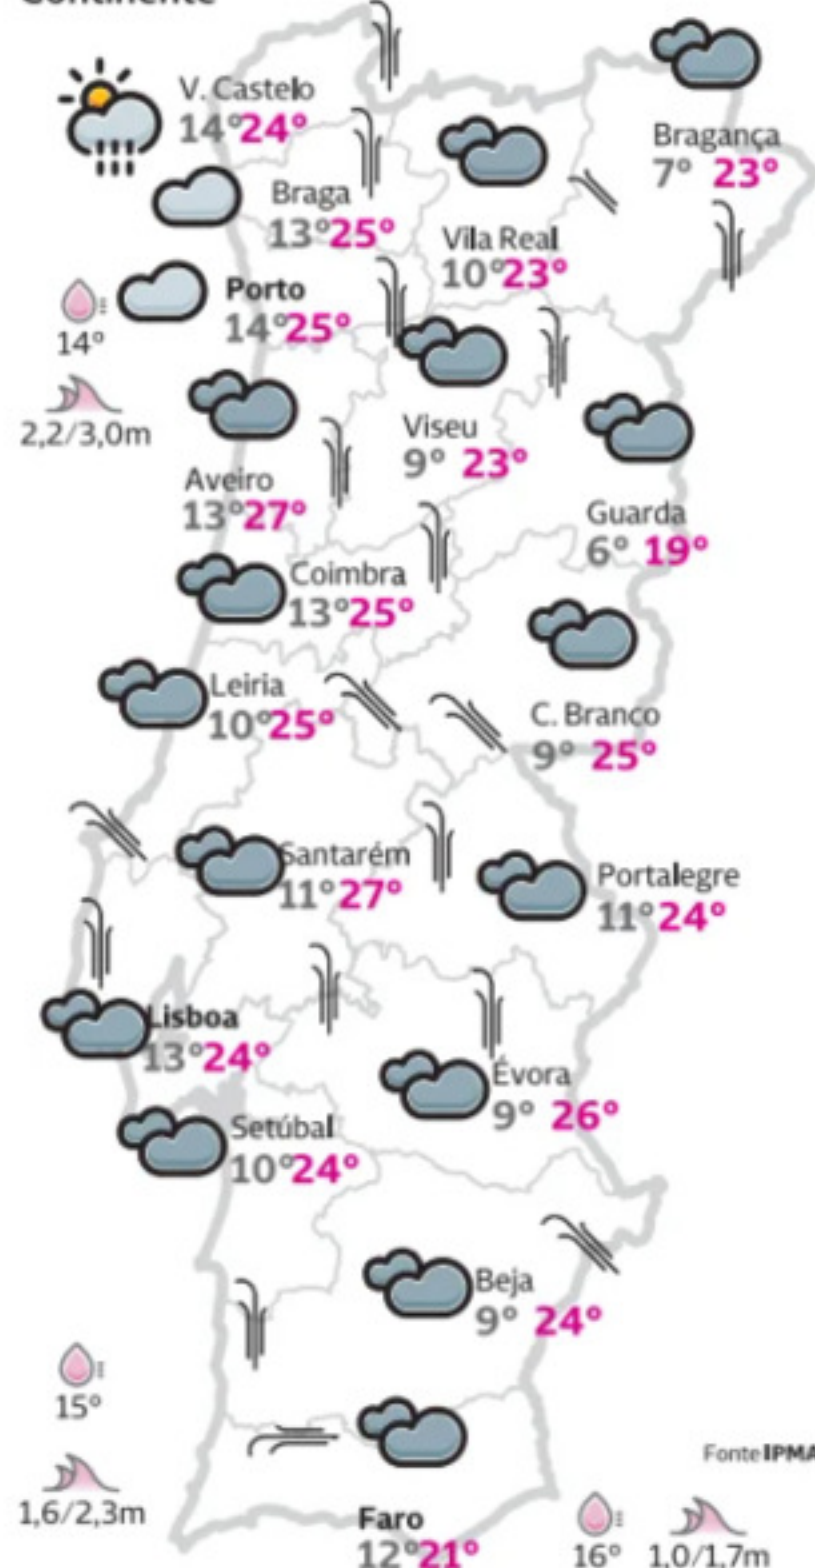 Continente
V. Castelo
14° 24°
Bragança
7° 23°
Braga
13° 25°
Vila Real
10° 23°
Porto
14° 25°
14°
2,2/3,0m
Viseu
9° 23°
Aveiro
13° 27°
Guarda
6° 19°
Coimbra
13° 25°
Leiria
10° 25°
C. Branco
9° 25°
Santarém
11° 27°
Portalegre
11° 24°
Lisboa
13° 24°
Évora
9° 26°
Setúbal
10° 24°
Beja
9° 24°
15°
1,6/2,3m
Fonte IPMA
Faro
12° 21°
16° 1,0/1,7m